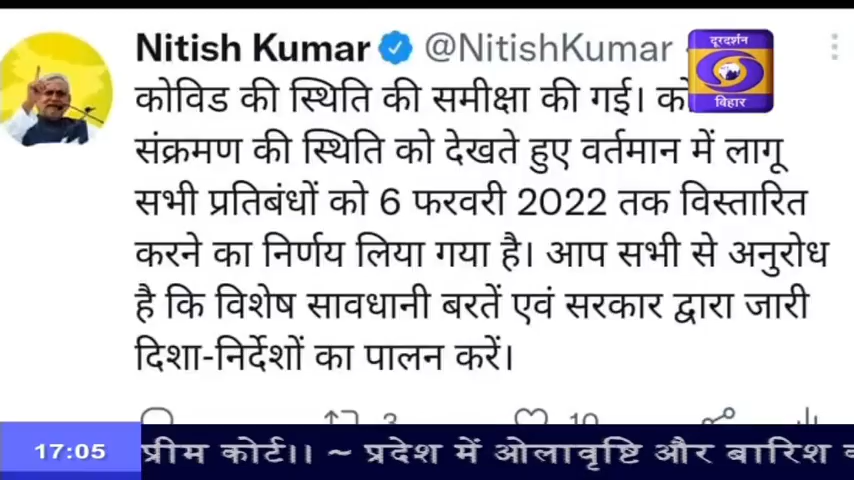 Nitish Kumar @NitishKumar
दूरदर्शन
बिहार
कोविड की स्थिति की समीक्षा की गई।
संक्रमण की स्थिति को देखते हुए वर्तमान में लागू
सभी प्रतिबंधों को 6 फरवरी 2022 तक विस्तारित
करने का निर्णय लिया गया है। आप सभी से अनुरोध
है कि विशेष सावधानी बरतें एवं सरकार द्वारा जारी
दिशा-निर्देशों का पालन करें।
17:05 प्रीम कोर्ट।। ~ प्रदेश में ओलावृष्टि और बारिश